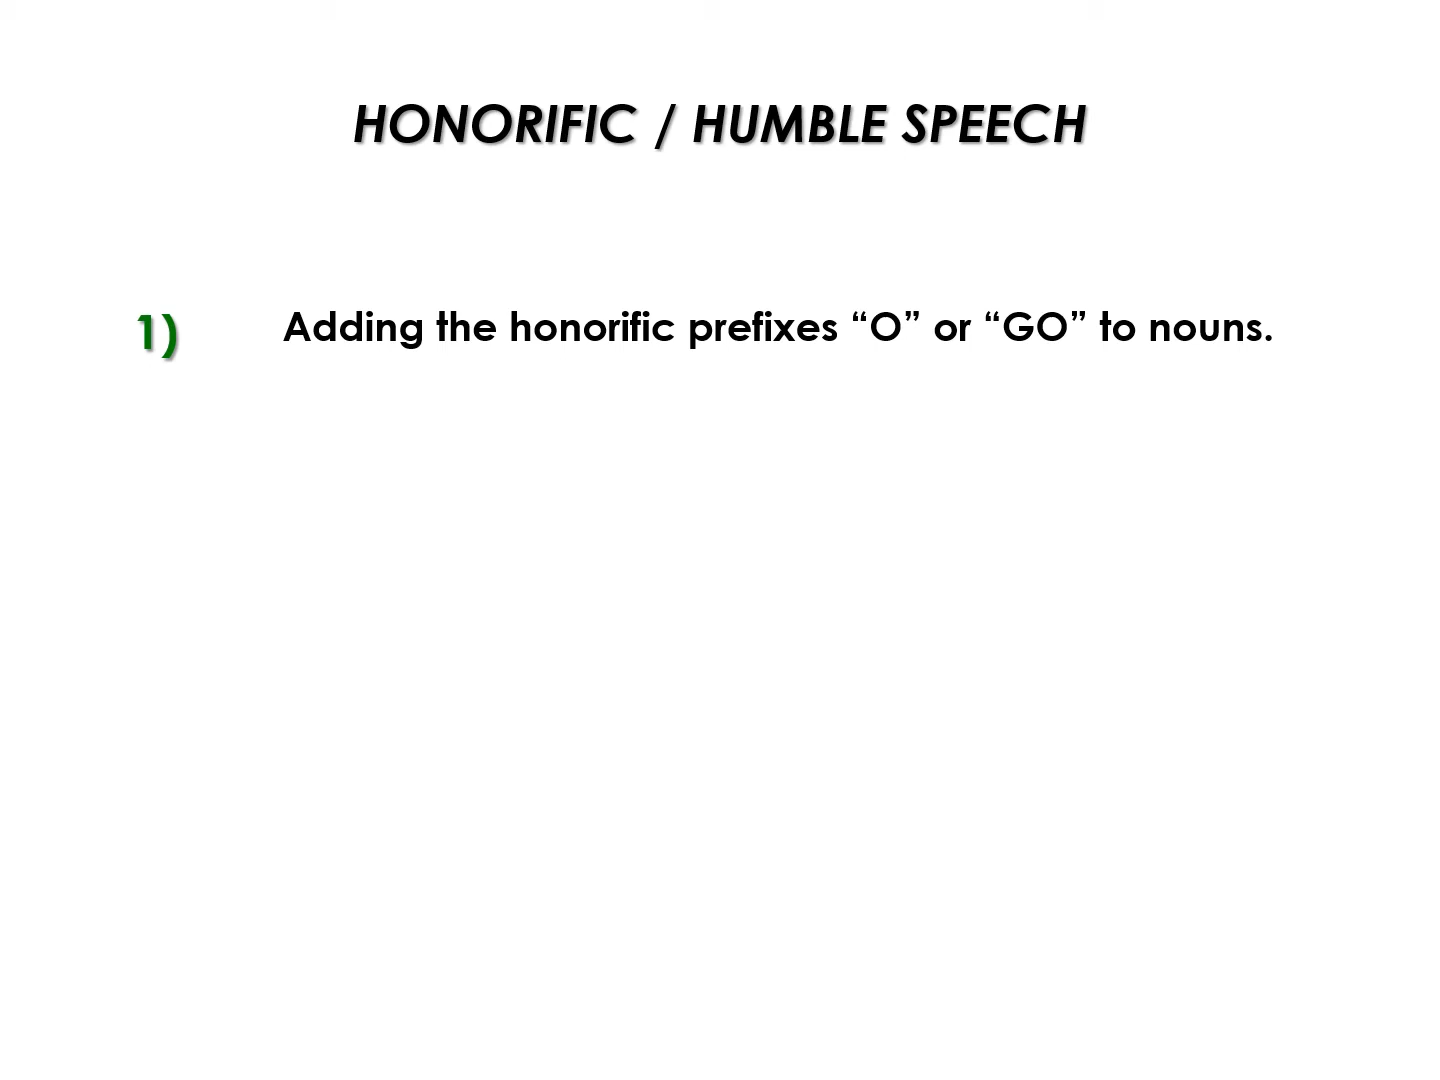 HONORIFIC / HUMBLE SPEECH
1) Adding the honorific prefixes “O” or “GO” to nouns.